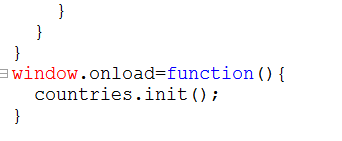 }
}
}
window.onload=function(){
countries.init();
}